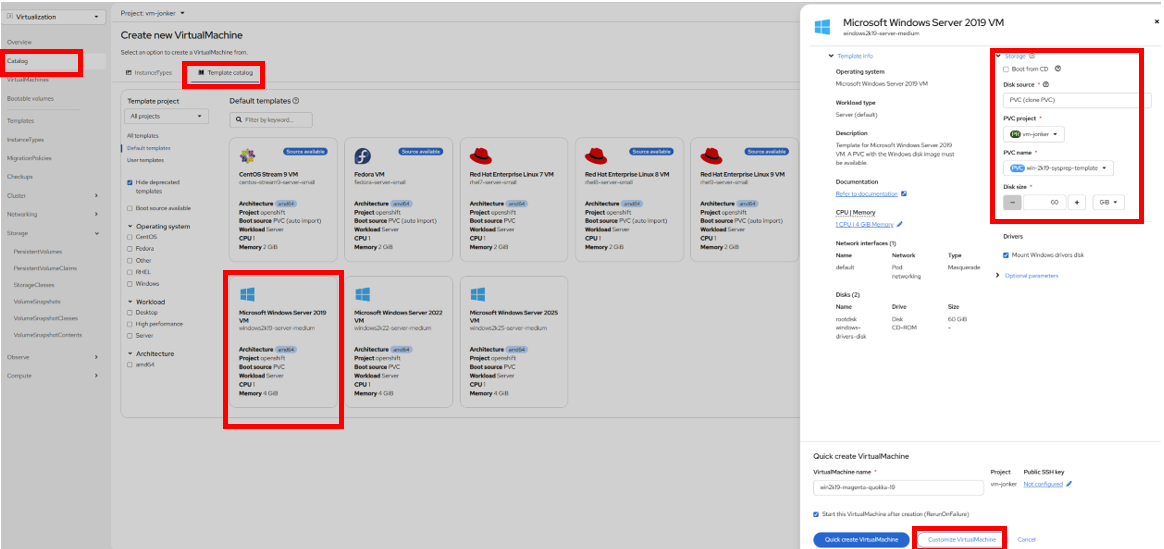 Virtualization
Overview
Catalog
VirtualMachines
Bootable volumes
Templates
InstanceTypes
MigrationPolicies
Checkups
Cluster
Networking
Storage
PersistentVolumes
PersistentVolumeClaims
StorageClasses
VolumeSnapshots
VolumeSnapshotClasses
VolumeSnapshotContents
Observe
Compute
Project: vm-jonker
Create new VirtualMachine
Select an option to create a VirtualMachine from.
InstanceTypes
Template catalog
Template project
All projects
All templates
Default templates
User templates
Hide deprecated
templates
Boot source available
Operating system
CentOS
Fedora
Other
RHEL
Windows
Workload
Desktop
High performance
Server
Architecture
amd64
Default templates
Filter by keyword...
Source available
CentOS Stream 9 VM
centos-stream9-server-small
Architecture amd64
Project openshift
Boot source PVC (auto import)
Workload Server
CPU 1
Memory 2 GiB
Source available
Fedora VM
fedora-server-small
Architecture amd64
Project openshift
Boot source PVC (auto import)
Workload Server
CPU 1
Memory 2 GiB
Red Hat Enterprise Linux 7 VM
rhel7-server-small
Architecture amd64
Project openshift
Boot source PVC
Workload Server
CPU 1
Memory 2 GiB
Source available
Red Hat Enterprise Linux 8 VM
rhel8-server-small
Architecture amd64
Project openshift
Boot source PVC (auto import)
Workload Server
CPU 1
Memory 2 GiB
Source available
Red Hat Enterprise Linux 9 VM
rhel9-server-small
Architecture amd64
Project openshift
Boot source PVC (auto import)
Workload Server
CPU 1
Memory 2 GiB
Microsoft Windows Server 2019
VM
windows2k19-server-medium
Architecture amd64
Project openshift
Boot source PVC
Workload Server
CPU 1
Memory 4 GiB
Microsoft Windows Server 2022
VM
windows2k22-server-medium
Architecture amd64
Project openshift
Boot source PVC
Workload Server
CPU 1
Memory 4 GiB
Microsoft Windows Server 2025
VM
windows2k25-server-medium
Architecture amd64
Project openshift
Boot source PVC
Workload Server
CPU 1
Memory 4 GiB
Microsoft Windows Server 2019 VM
windows2k19-server-medium
Template info
Operating system
Microsoft Windows Server 2019 VM
Workload type
Server (default)
Description
Template for Microsoft Windows Server 2019
VM. A PVC with the Windows disk image must
be available.
Documentation
Refer to documentation
CPU | Memory
1 CPU | 4 GiB Memory
Network interfaces (1)
Name Network Type
default Pod networking Masquerade
Disks (2)
Name Drive Size
rootdisk Disk 60 GiB
windows-drivers-disk CD-ROM -
Storage
Boot from CD
Disk source *
PVC (clone PVC)
PVC project *
PR vm-jonker
PVC name *
PVC win-2k19-sysprep-template
Disk size *
− 60 + GiB
Drivers
Mount Windows drivers disk
Optional parameters
Quick create VirtualMachine
VirtualMachine name * Project Public SSH key
win2k19-magenta-quokka-19 vm-jonker Not configured
Start this VirtualMachine after creation (RerunOnFailure)
Quick create VirtualMachine Customize VirtualMachine Cancel